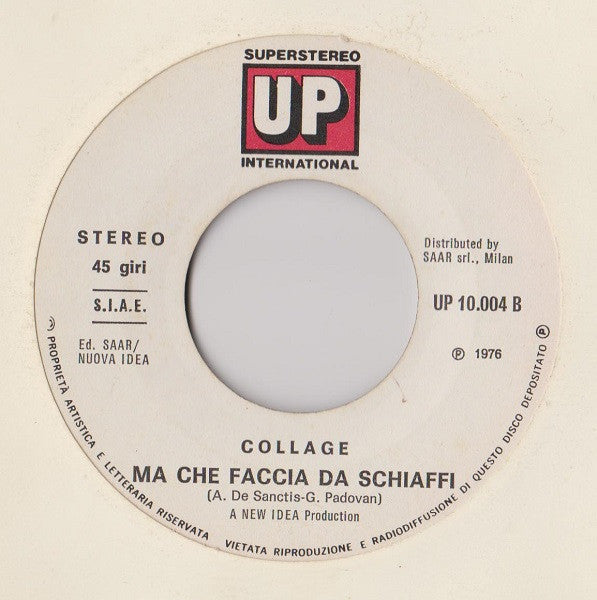 SUPERSTEREO
UP
INTERNATIONAL
STEREO
45 giri
S.I.A.E.
Ed. SAAR/
NUOVA IDEA
Distributed by
SAAR srl., Milan
UP 10.004 B
Ⓟ 1976
COLLAGE
MA CHE FACCIA DA SCHIAFFI
(A. De Sanctis-G. Padovan)
A NEW IDEA Production
PROPRIETÀ ARTISTICA E LETTERARIA RISERVATA VIETATA RIPRODUZIONE E RADIODIFFUSIONE DI QUESTO DISCO DEPOSITATO Ⓟ